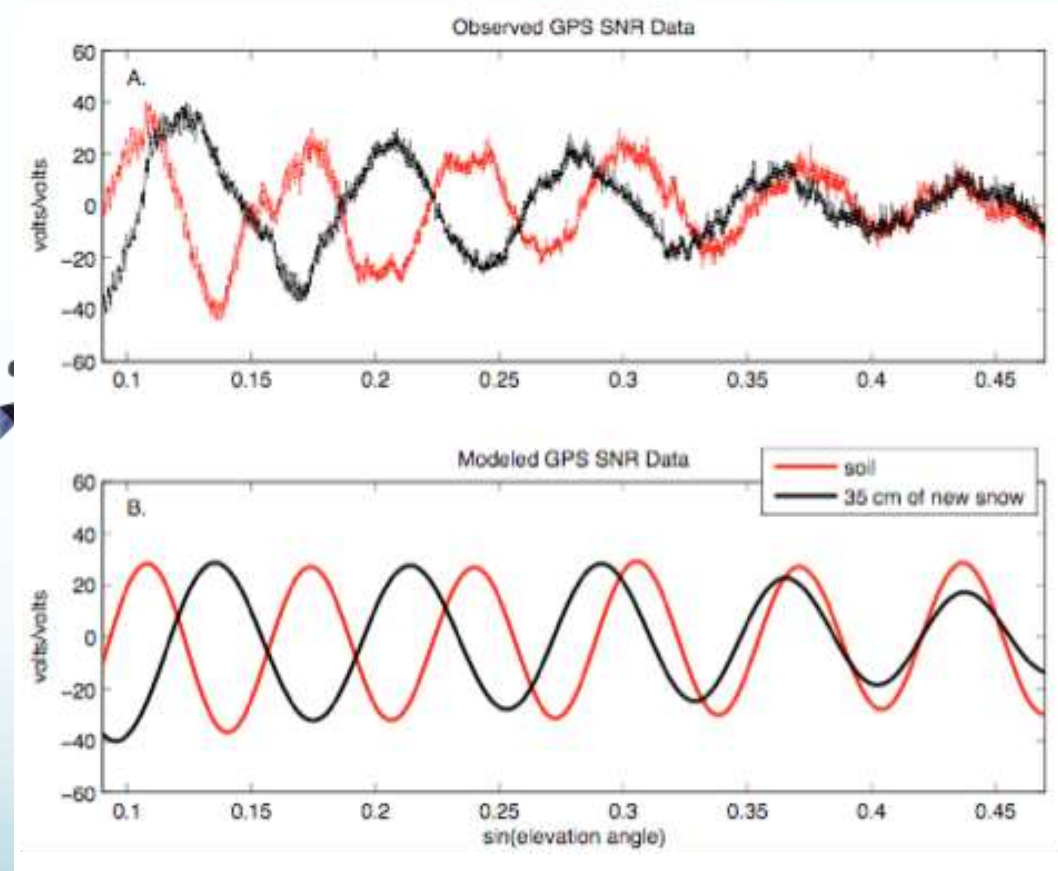 Observed GPS SNR Data
A.
volts/volts
60
40
20
0
−20
−40
−60
0.1 0.15 0.2 0.25 0.3 0.35 0.4 0.45
Modeled GPS SNR Data
B.
soil
35 cm of new snow
volts/volts
60
40
20
0
−20
−40
−60
0.1 0.15 0.2 0.25 0.3 0.35 0.4 0.45
sin(elevation angle)